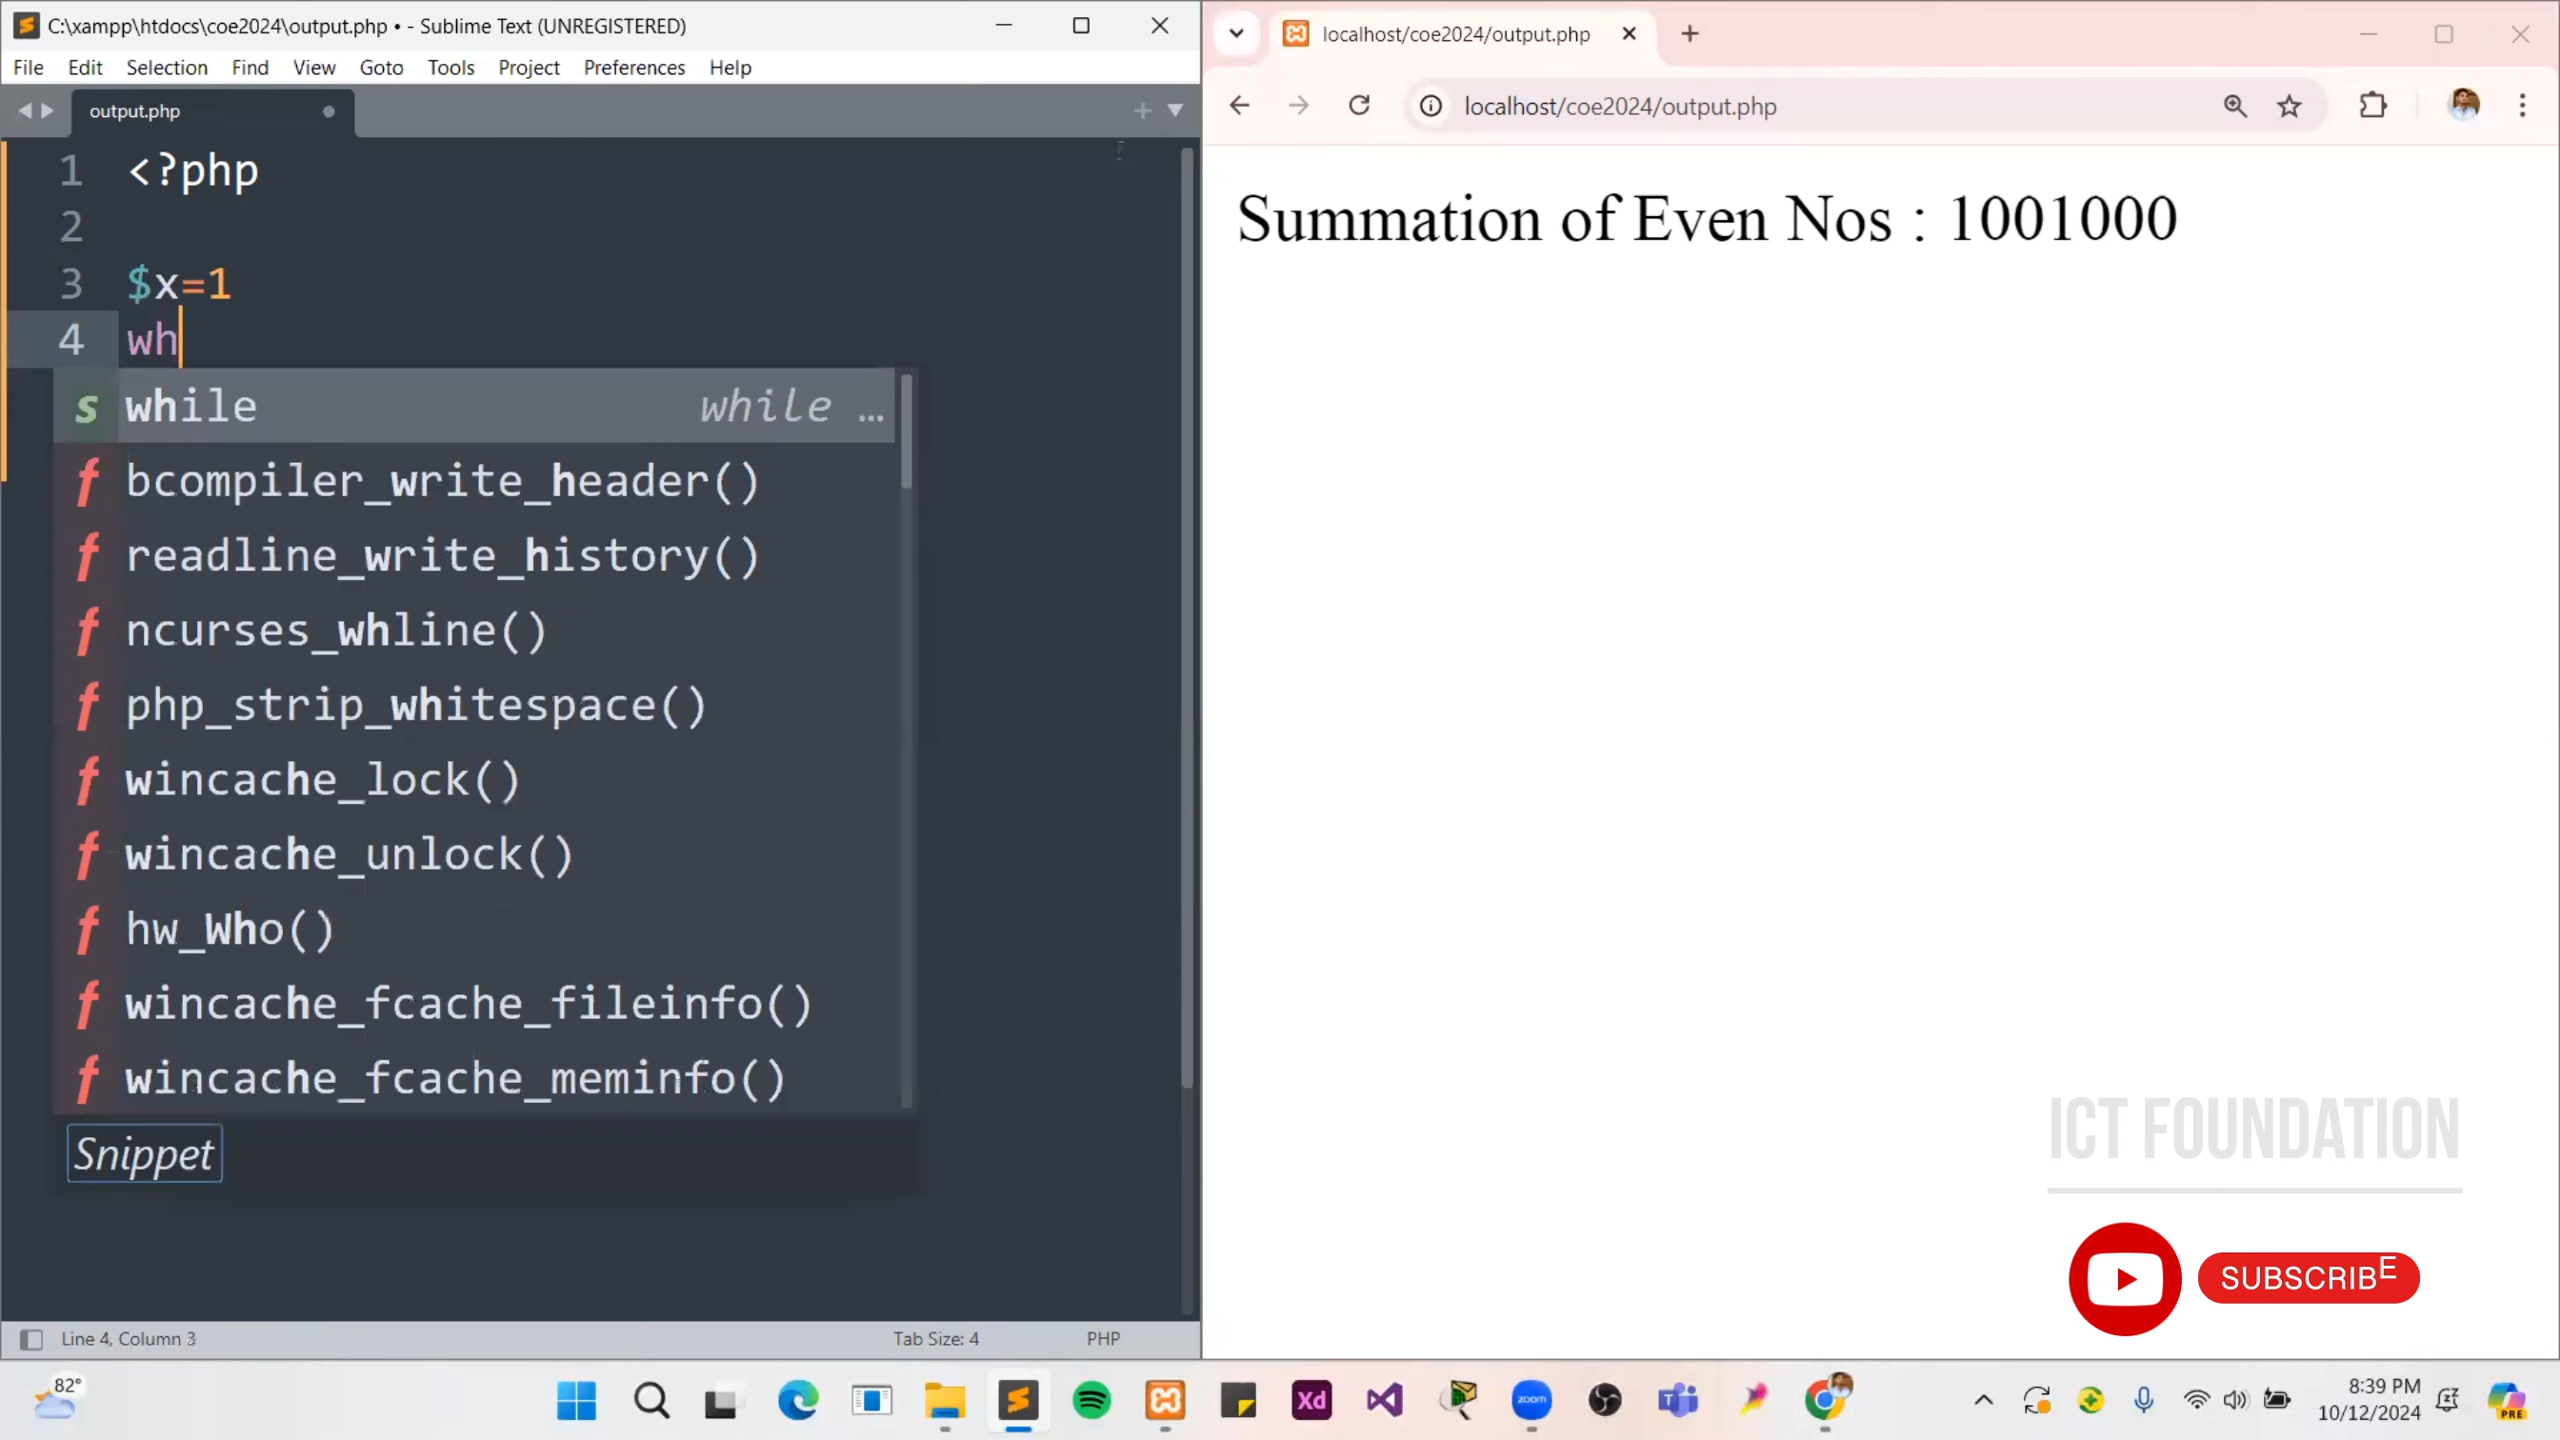 C:\xampp\htdocs\coe2024\output.php • - Sublime Text (UNREGISTERED)
File Edit Selection Find View Goto Tools Project Preferences Help
output.php
1 <?php
2
3 $x=1
4 wh
s while while ...
f bcompiler_write_header()
f readline_write_history()
f ncurses_whline()
f php_strip_whitespace()
f wincache_lock()
f wincache_unlock()
f hw_Who()
f wincache_fcache_fileinfo()
f wincache_fcache_meminfo()
Snippet
Line 4, Column 3 Tab Size: 4 PHP
localhost/coe2024/output.php
localhost/coe2024/output.php
Summation of Even Nos : 1001000
ICT FOUNDATION
SUBSCRIBE
82°
Xd
zoom
8:39 PM
10/12/2024
PRE